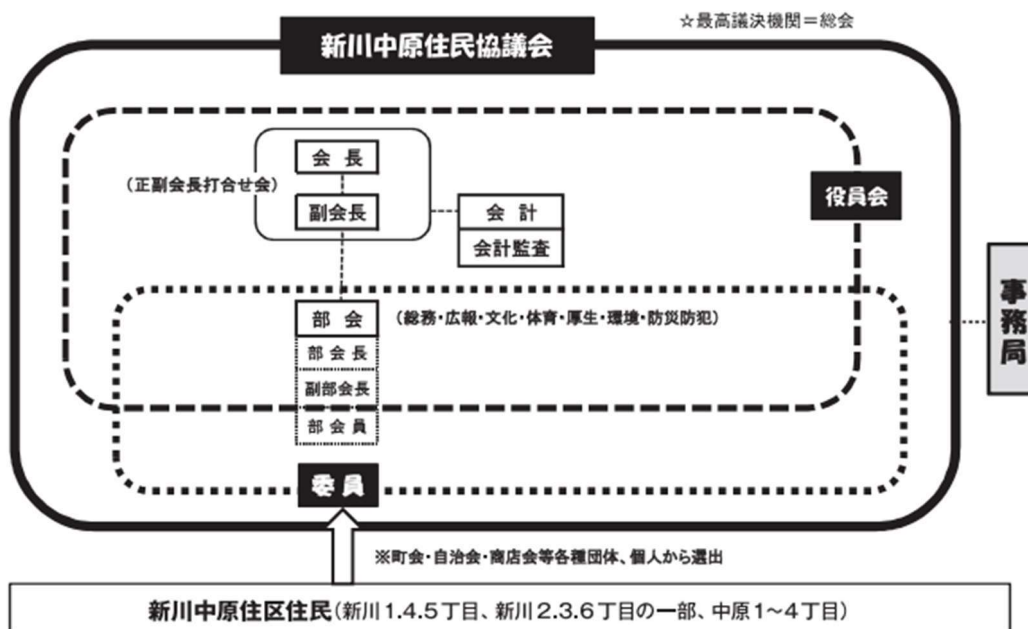 ☆最高議決機関＝総会
新川中原住民協議会
会長
(正副会長打合せ会)
副会長
役員会
会計
会計監査
事務局
部会
(総務・広報・文化・体育・厚生・環境・防災防犯)
部会長
副部会長
部会員
委員
※町会・自治会・商店会等各種団体、個人から選出
新川中原住区住民(新川1.4.5丁目、新川2.3.6丁目の一部、中原1〜4丁目)